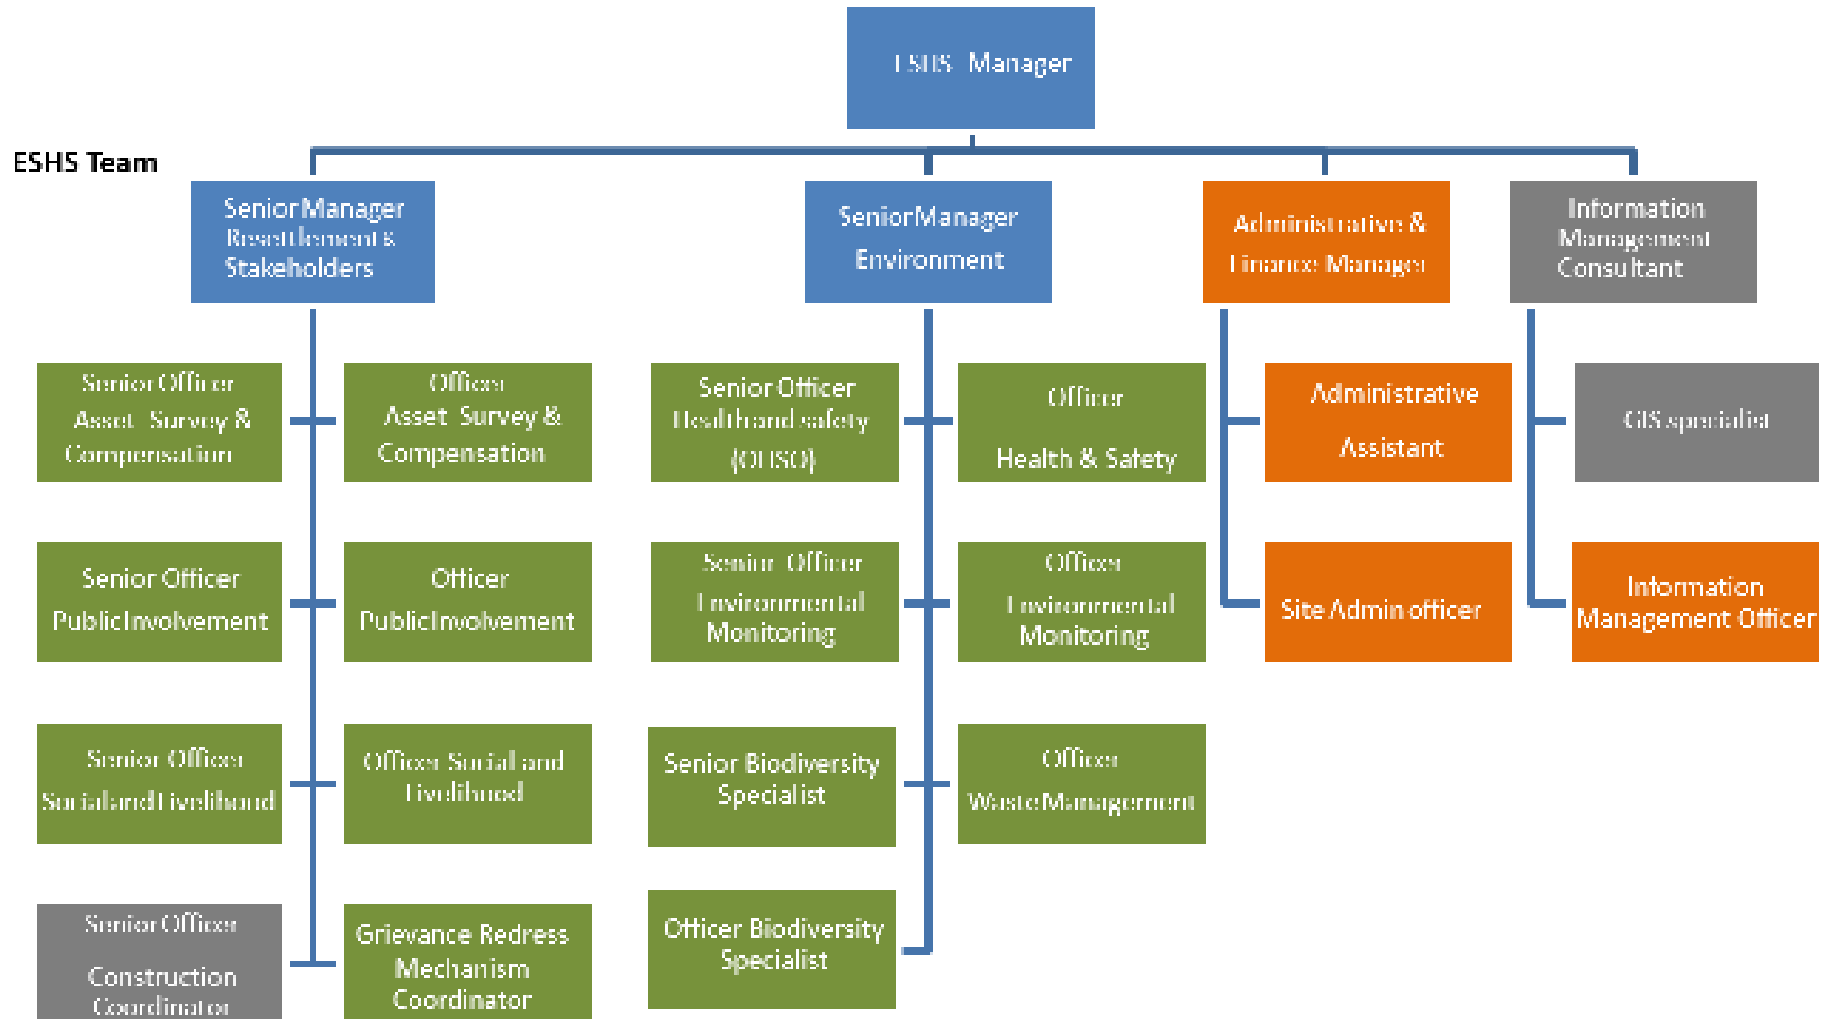 ESHS Manager
ESHS Team
Senior Manager
Resettlement &
Stakeholders
Senior Manager
Environment
Administrative &
Finance Manager
Information
Management
Consultant
Senior Officer
Asset Survey &
Compensation
Officer
Asset Survey &
Compensation
Senior Officer
Health and safety
(OHSO)
Officer
Health & Safety
Administrative
Assistant
GIS specialist
Senior Officer
Public Involvement
Officer
Public Involvement
Senior Officer
Environmental
Monitoring
Officer
Environmental
Monitoring
Site Admin officer
Information
Management Officer
Senior Officer
Social and Livelihood
Officer Social and
Livelihood
Senior Biodiversity
Specialist
Officer
Waste Management
Senior Officer
Construction
Coordinator
Grievance Redress
Mechanism
Coordinator
Officer Biodiversity
Specialist